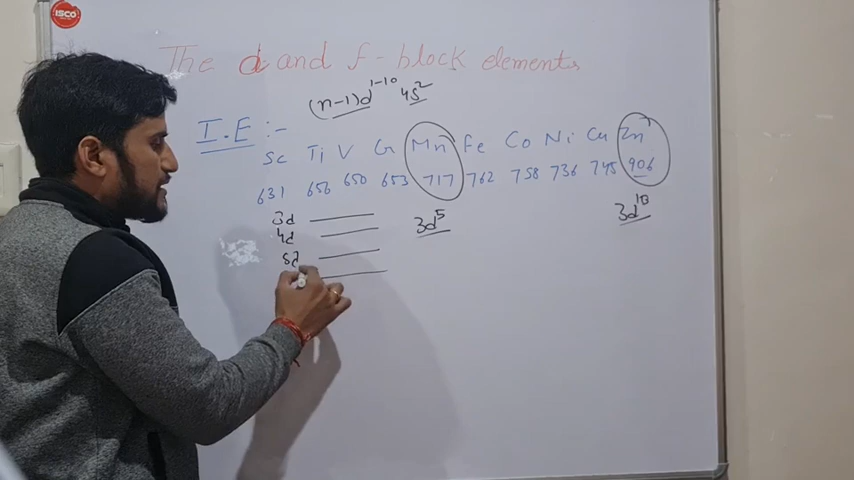 ISCO
The d and f-block elements
(n-1)d¹⁻¹⁰ 4s²
I.E :-
Sc Ti V Cr Mn Fe Co Ni Cu Zn
631 656 650 653 717 762 758 736 745 906
3d
4d
5d
3d⁵
3d¹⁰